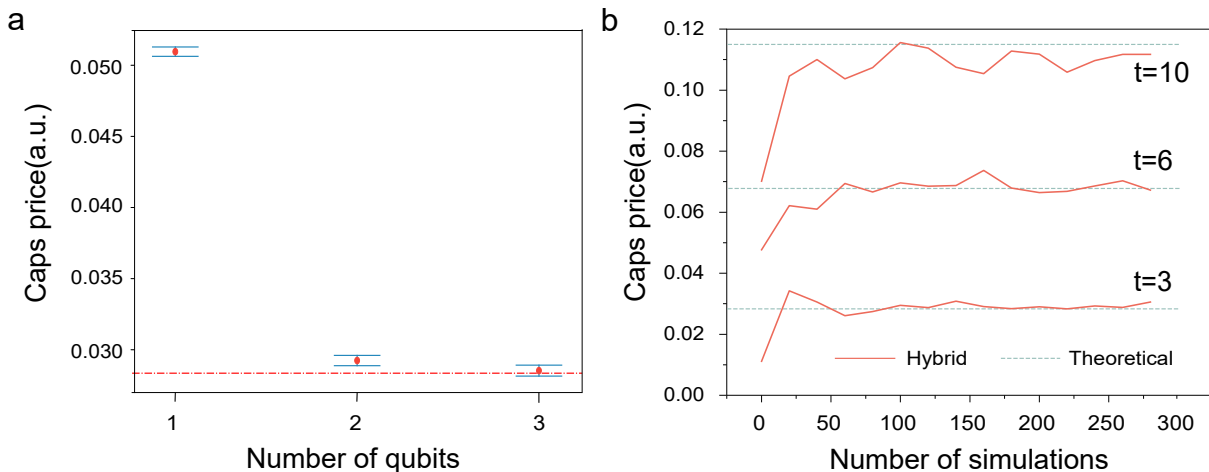 a
0.050
0.045
0.040
0.035
0.030
Caps price(a.u.)
1 2 3
Number of qubits
b
0.12
0.10
0.08
0.06
0.04
0.02
0.00
Caps price(a.u.)
t=10
t=6
t=3
Hybrid Theoretical
0 50 100 150 200 250 300
Number of simulations